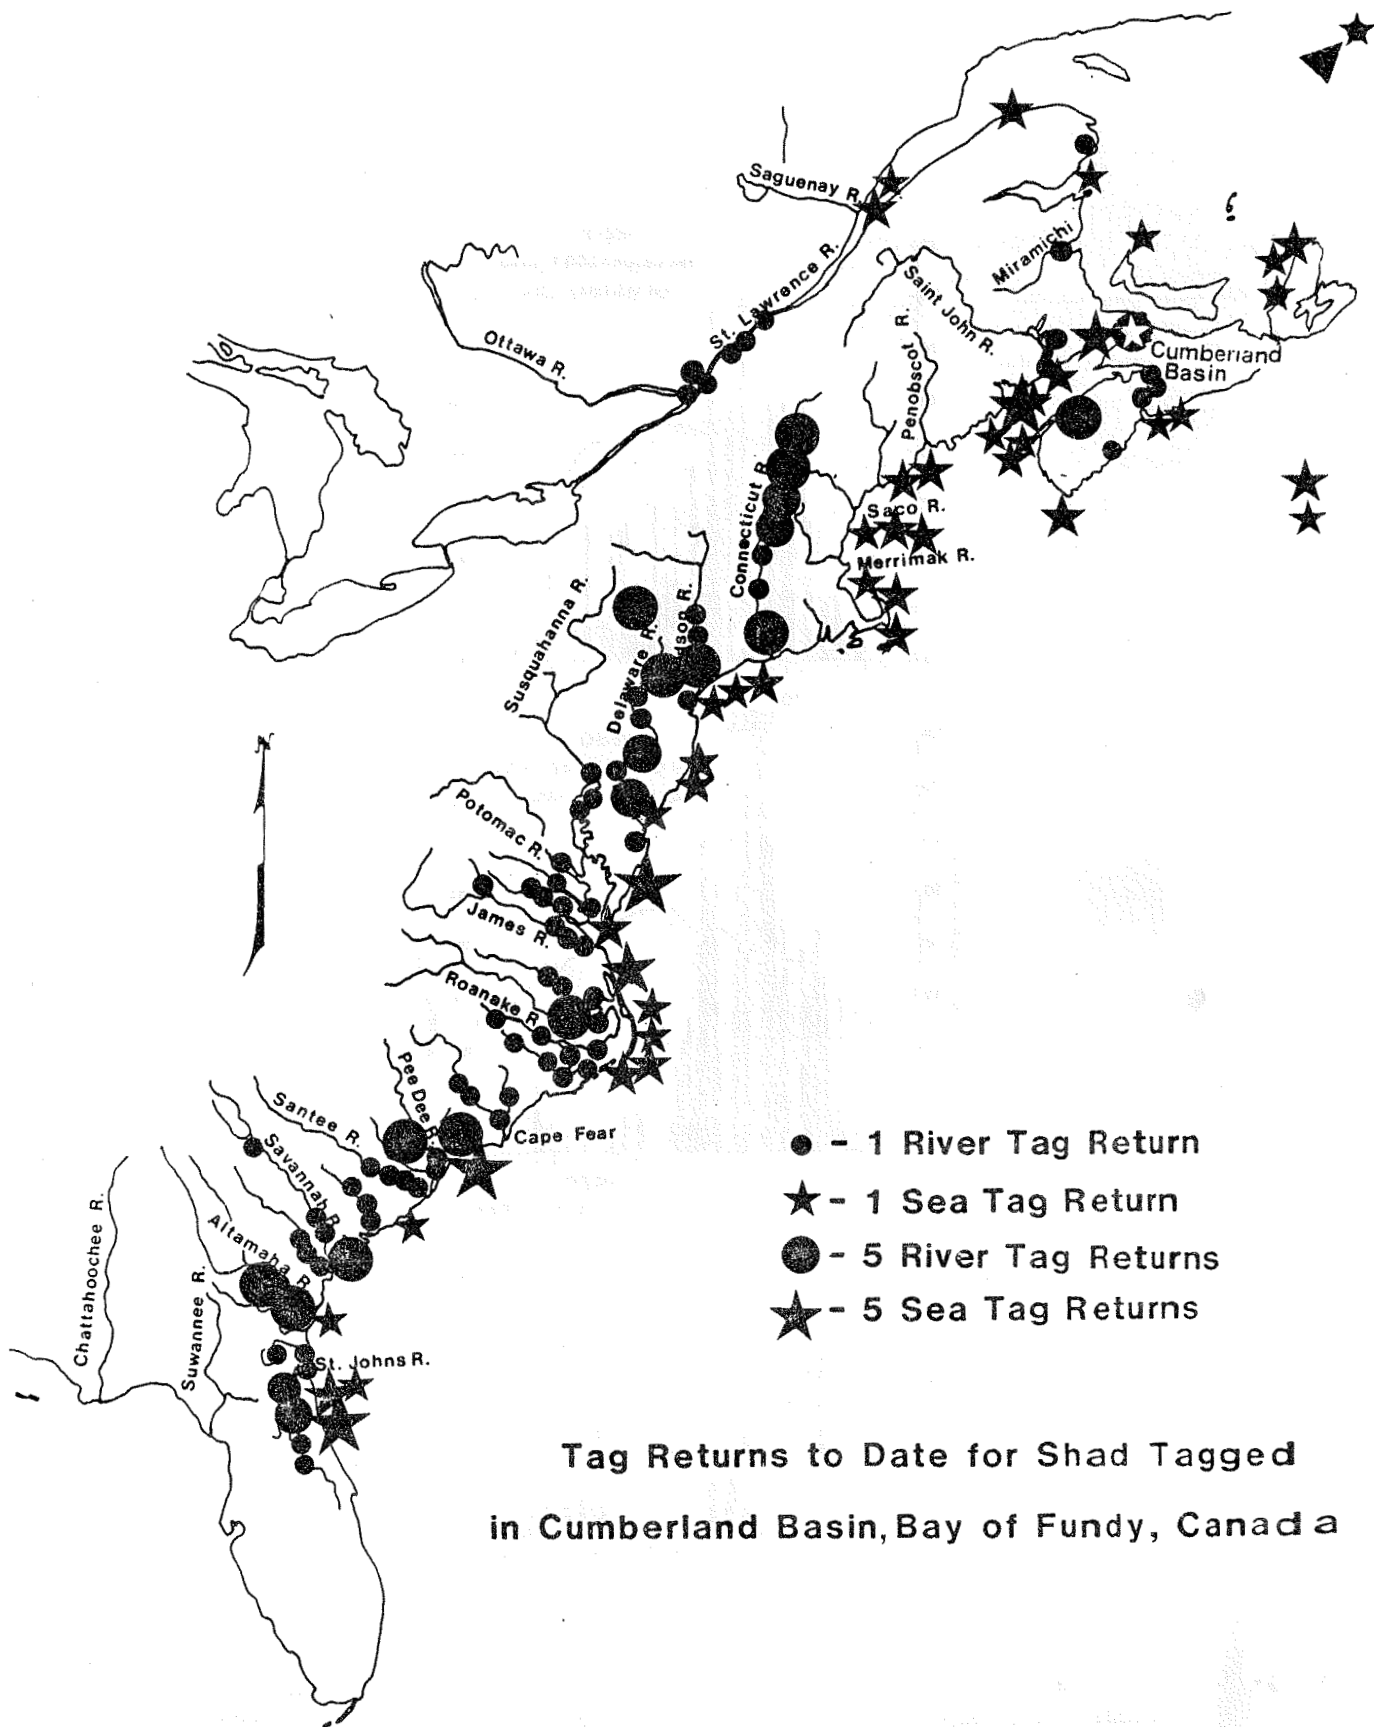 Saguenay R.
Miramichi
Saint John R.
St. Lawrence R.
Ottawa R.
Penobscot R.
Cumberland
Basin
Connecticut R.
Saco R.
Merrimak R.
Susquahanna R.
Delaware R.
dson R.
N
Potomac R.
James R.
Roanake R
Pee Dee R.
Cape Fear
Santee R.
Savannah R.
Altamaha R.
Chattahoochee R.
Suwannee R.
St. Johns R.
- 1 River Tag Return
- 1 Sea Tag Return
- 5 River Tag Returns
- 5 Sea Tag Returns
Tag Returns to Date for Shad Tagged
in Cumberland Basin, Bay of Fundy, Canada